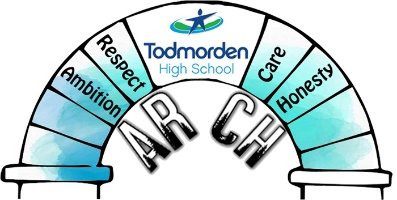 Todmorden
High School
Ambition
Respect
Care
Honesty
AR CH